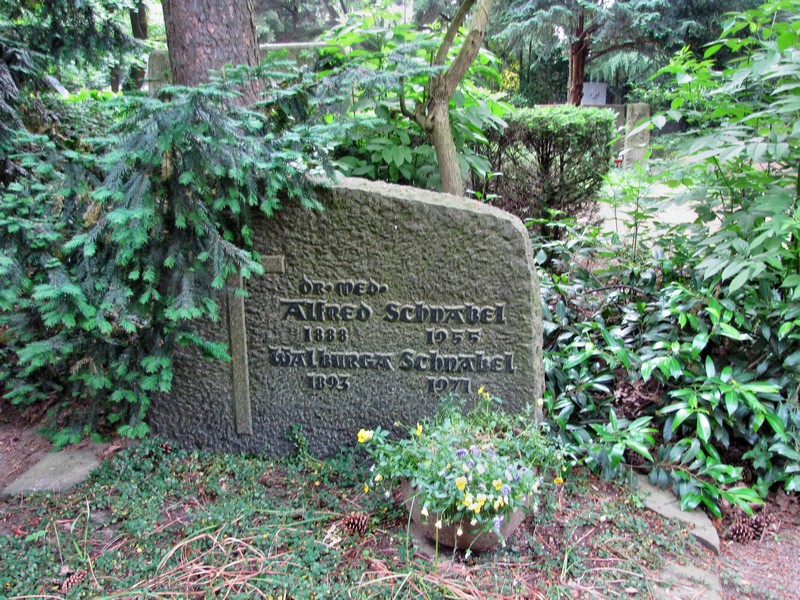 DR·MED·
Alfred Schnabel
1888 1955
Walburga Schnabel
1893 1971